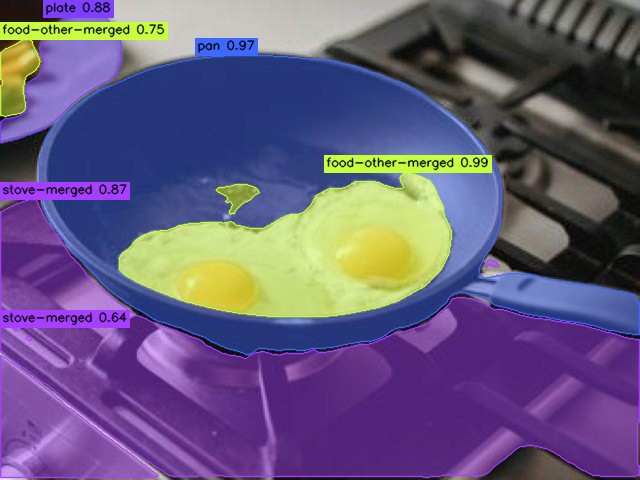 plate 0.88
food-other-merged 0.75
pan 0.97
food-other-merged 0.99
stove-merged 0.87
stove-merged 0.64